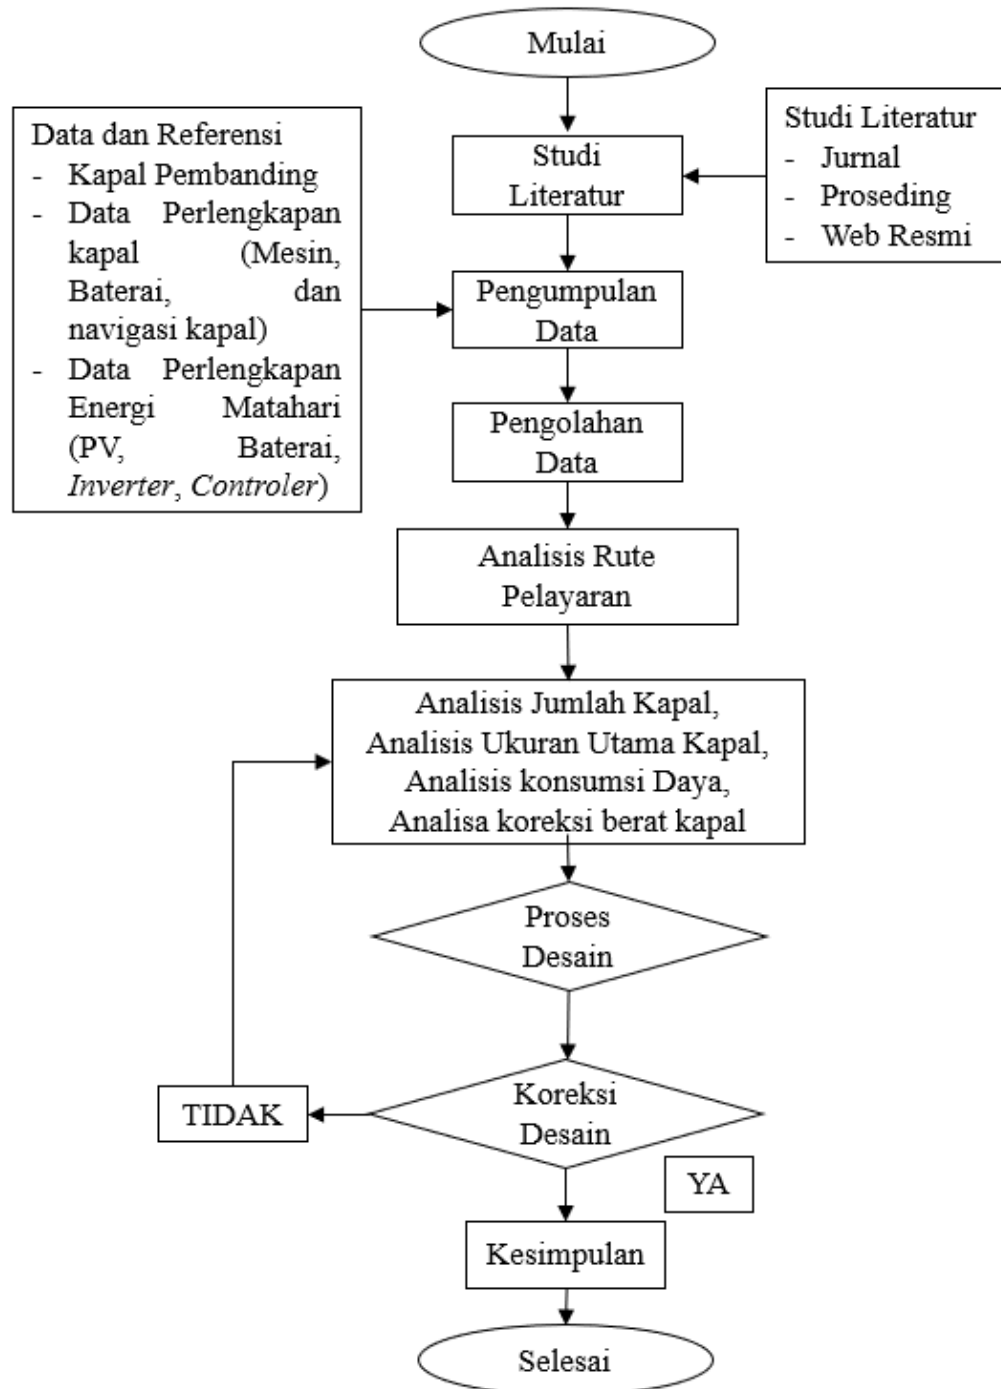 Mulai
Data dan Referensi
- Kapal Pembanding
- Data Perlengkapan
kapal (Mesin,
Baterai, dan
navigasi kapal)
- Data Perlengkapan
Energi Matahari
(PV, Baterai,
Inverter, Controler)
Studi
Literatur
Studi Literatur
- Jurnal
- Proseding
- Web Resmi
Pengumpulan
Data
Pengolahan
Data
Analisis Rute
Pelayaran
Analisis Jumlah Kapal,
Analisis Ukuran Utama Kapal,
Analisis konsumsi Daya,
Analisa koreksi berat kapal
Proses
Desain
Koreksi
Desain
TIDAK
YA
Kesimpulan
Selesai